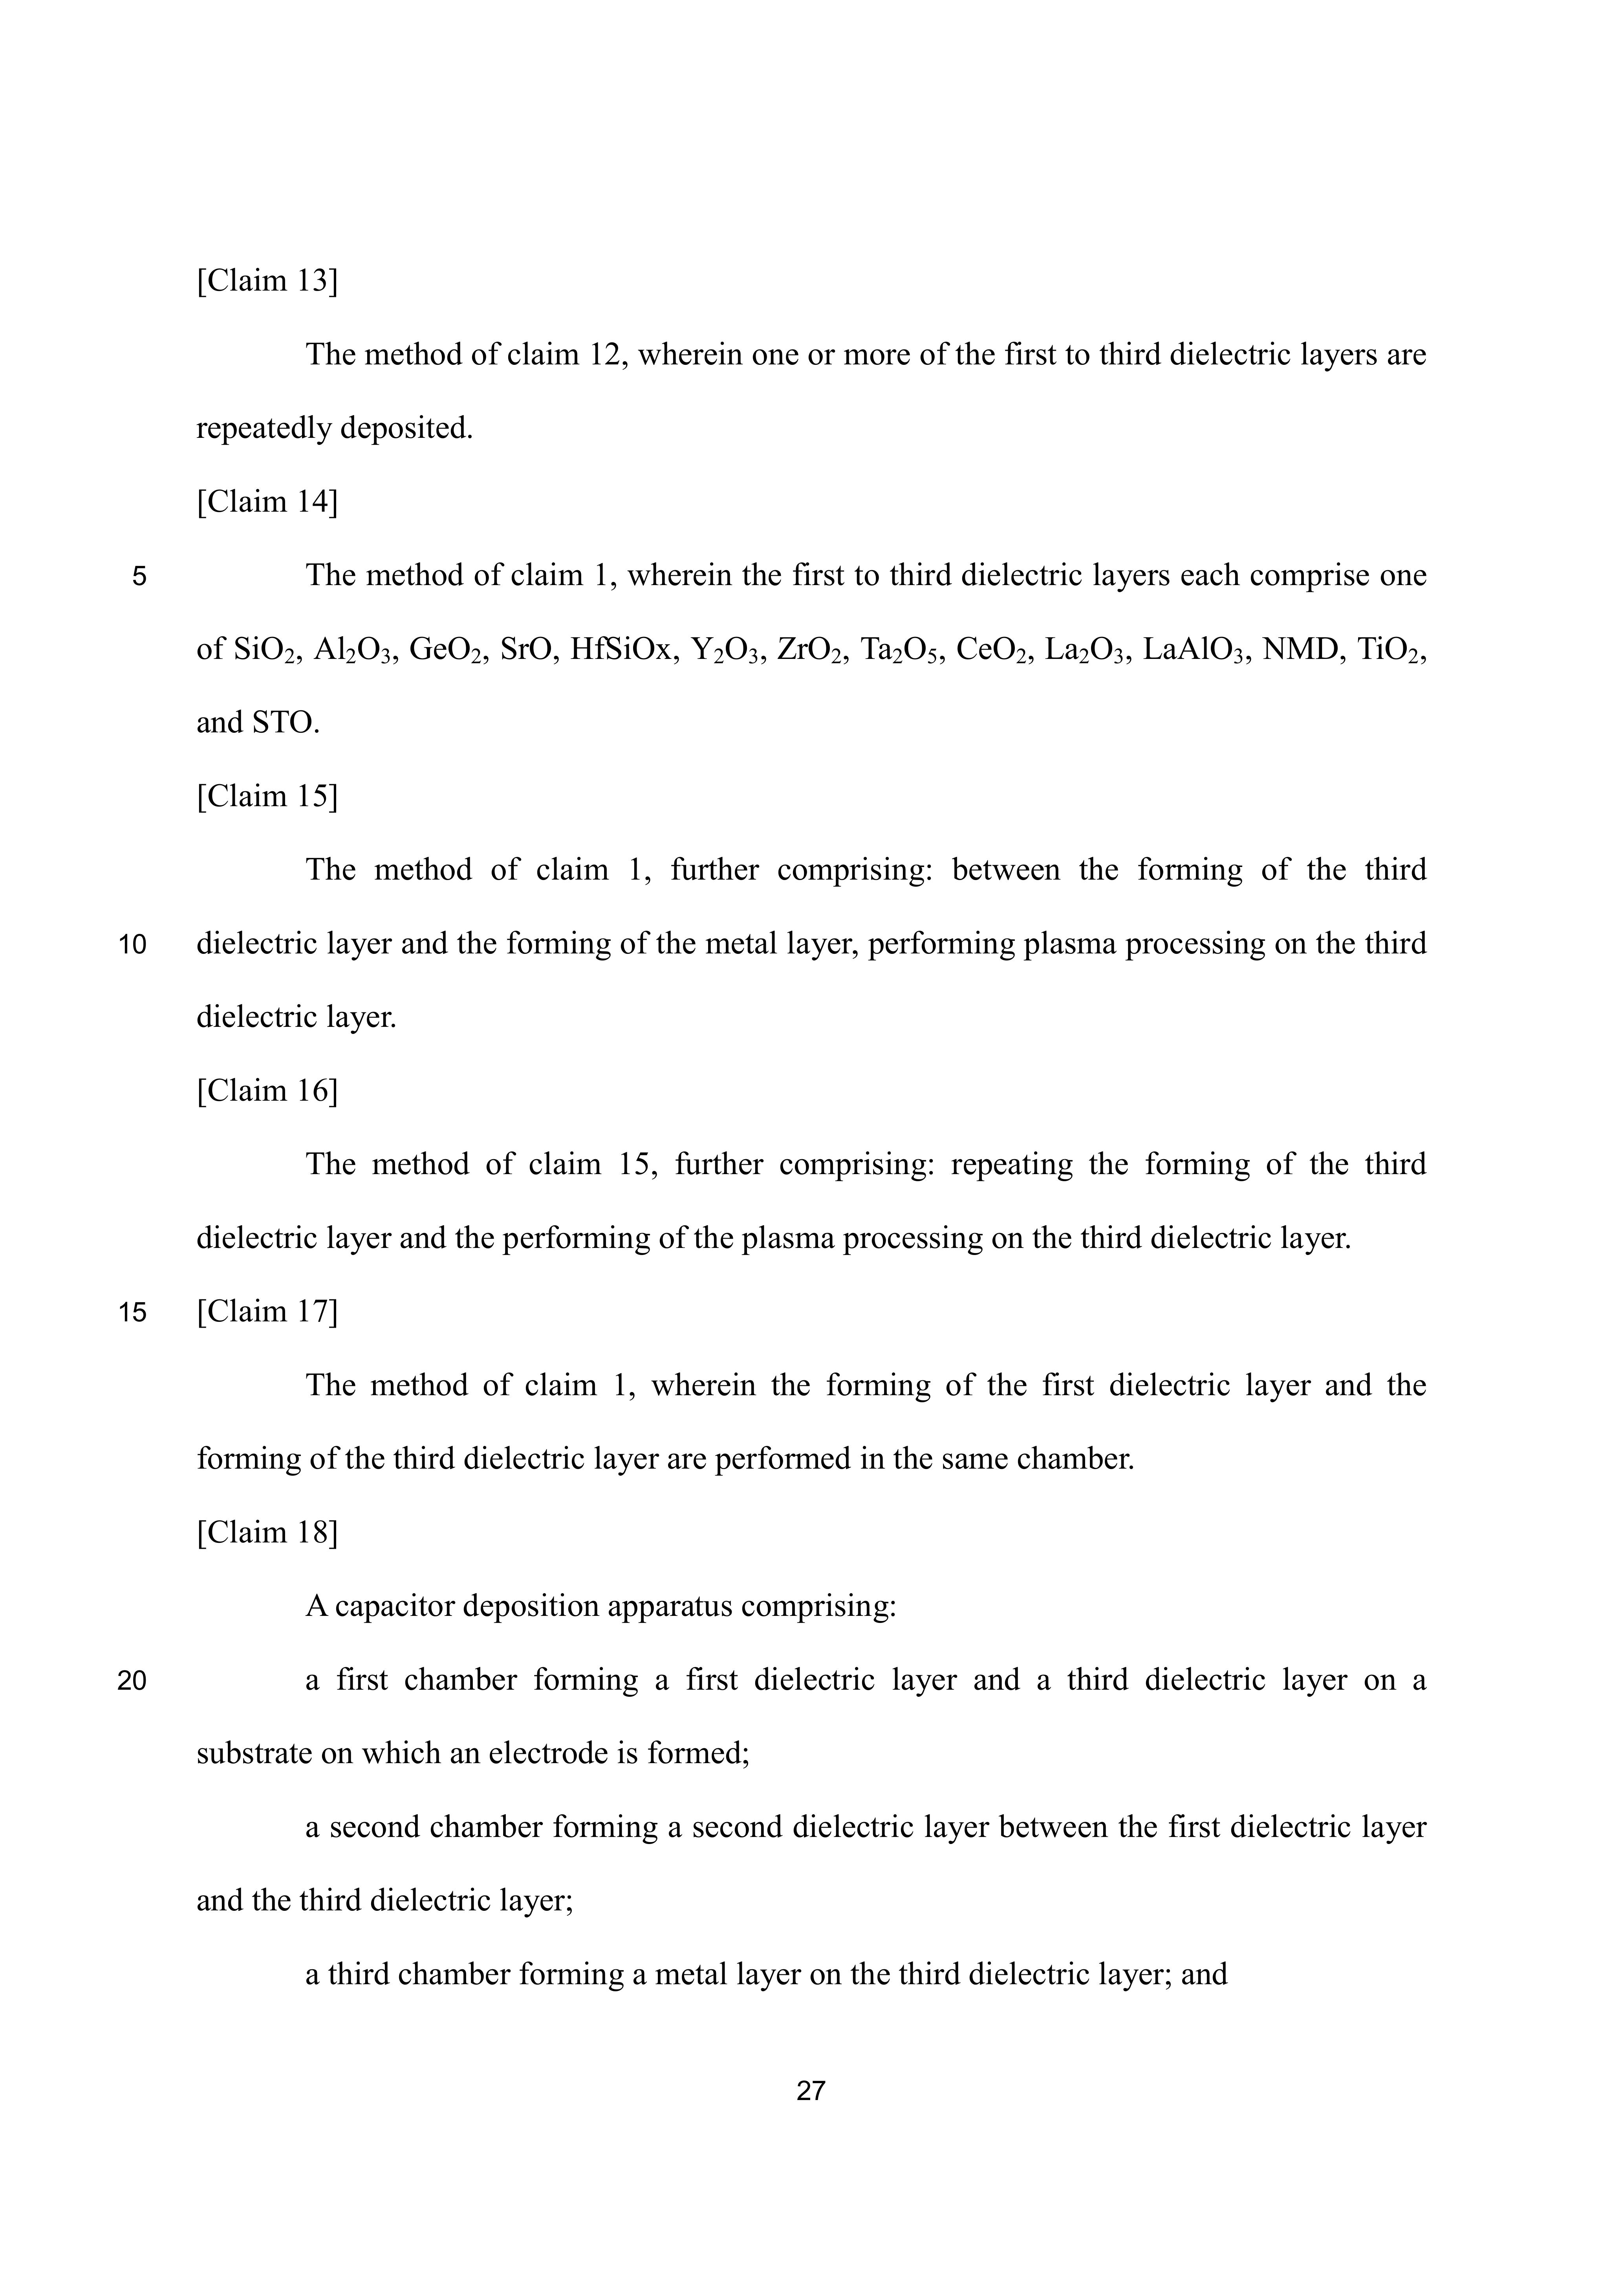 [Claim 13]
The method of claim 12, wherein one or more of the first to third dielectric layers are
repeatedly deposited.
[Claim 14]
5 The method of claim 1, wherein the first to third dielectric layers each comprise one
of SiO₂, Al₂O₃, GeO₂, SrO, HfSiOx, Y₂O₃, ZrO₂, Ta₂O₅, CeO₂, La₂O₃, LaAlO₃, NMD, TiO₂,
and STO.
[Claim 15]
The method of claim 1, further comprising: between the forming of the third
10 dielectric layer and the forming of the metal layer, performing plasma processing on the third
dielectric layer.
[Claim 16]
The method of claim 15, further comprising: repeating the forming of the third
dielectric layer and the performing of the plasma processing on the third dielectric layer.
15 [Claim 17]
The method of claim 1, wherein the forming of the first dielectric layer and the
forming of the third dielectric layer are performed in the same chamber.
[Claim 18]
A capacitor deposition apparatus comprising:
20 a first chamber forming a first dielectric layer and a third dielectric layer on a
substrate on which an electrode is formed;
a second chamber forming a second dielectric layer between the first dielectric layer
and the third dielectric layer;
a third chamber forming a metal layer on the third dielectric layer; and
27